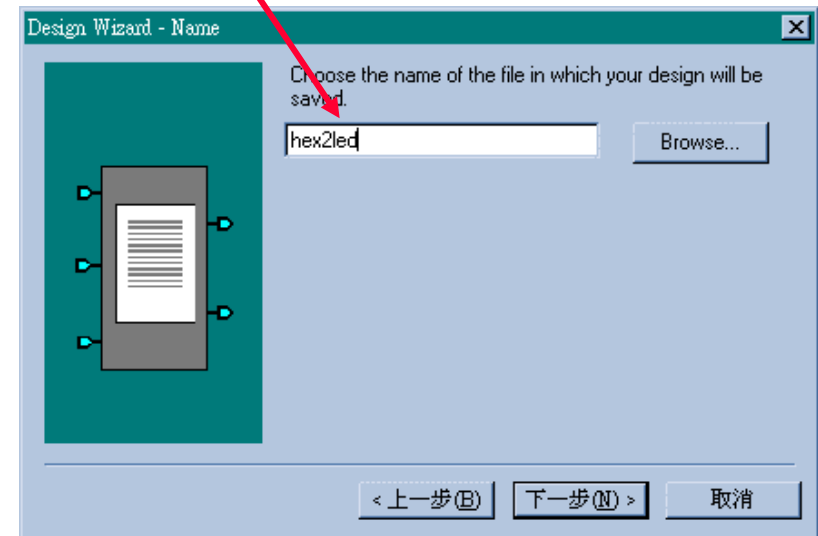 Design Wizard - Name
Choose the name of the file in which your design will be
saved.
hex2led
Browse...
<上一步(B)
下一步(N)>
取消